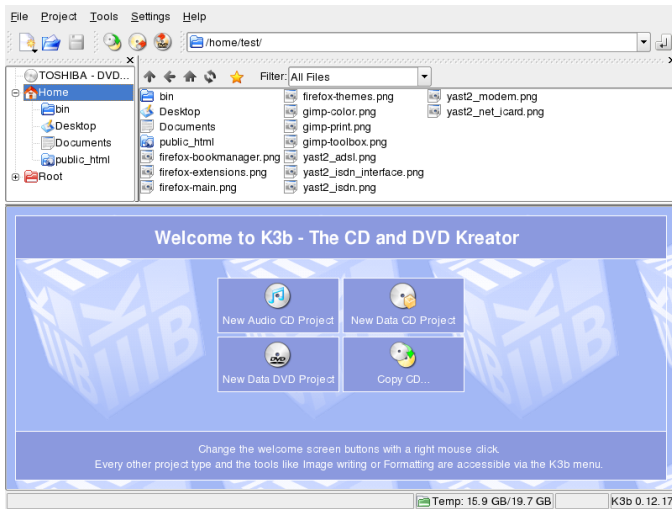 File Project Tools Settings Help
/home/test/
TOSHIBA - DVD...
Home
bin
Desktop
Documents
public_html
Root
Filter: All Files
bin
Desktop
Documents
public_html
firefox-bookmanager.png
firefox-extensions.png
firefox-main.png
firefox-themes.png
gimp-color.png
gimp-print.png
gimp-toolbox.png
yast2_adsl.png
yast2_isdn_interface.png
yast2_isdn.png
yast2_modem.png
yast2_net_icard.png
Welcome to K3b - The CD and DVD Kreator
New Audio CD Project
New Data CD Project
New Data DVD Project
Copy CD...
Change the welcome screen buttons with a right mouse click.
Every other project type and the tools like Image writing or Formatting are accessible via the K3b menu.
Temp: 15.9 GB/19.7 GB
K3b 0.12.17